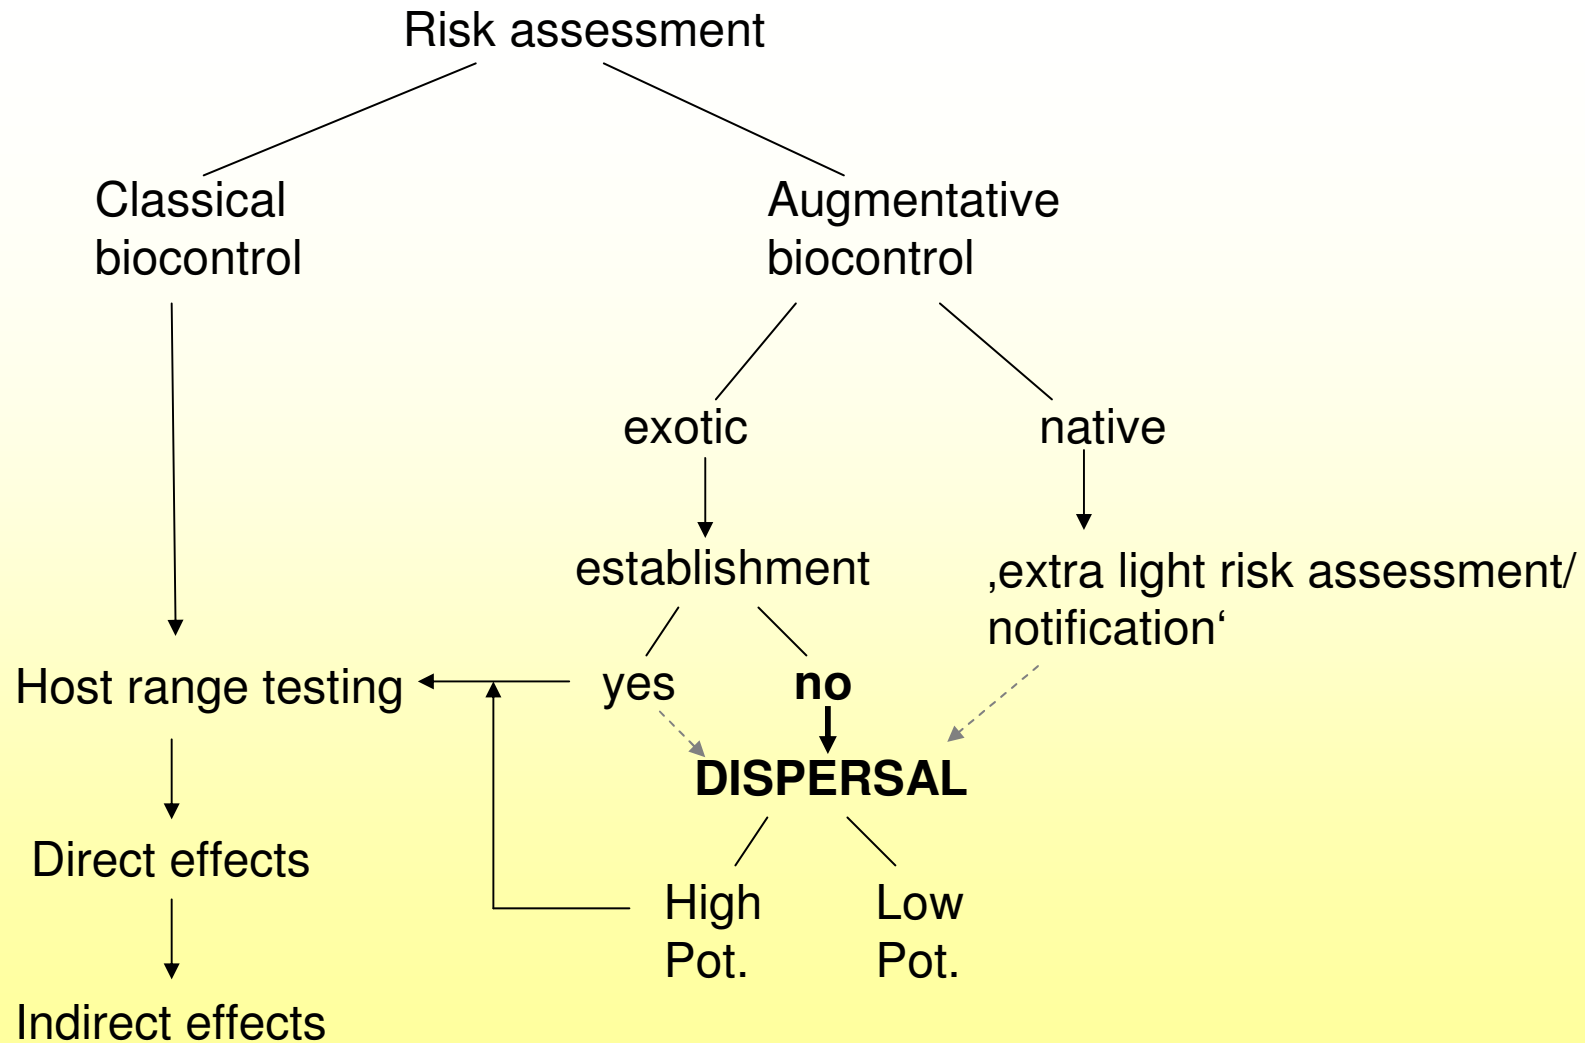 Risk assessment
Classical
biocontrol
Augmentative
biocontrol
exotic
native
establishment
‚extra light risk assessment/
notification‘
Host range testing
yes
no
DISPERSAL
Direct effects
High
Pot.
Low
Pot.
Indirect effects